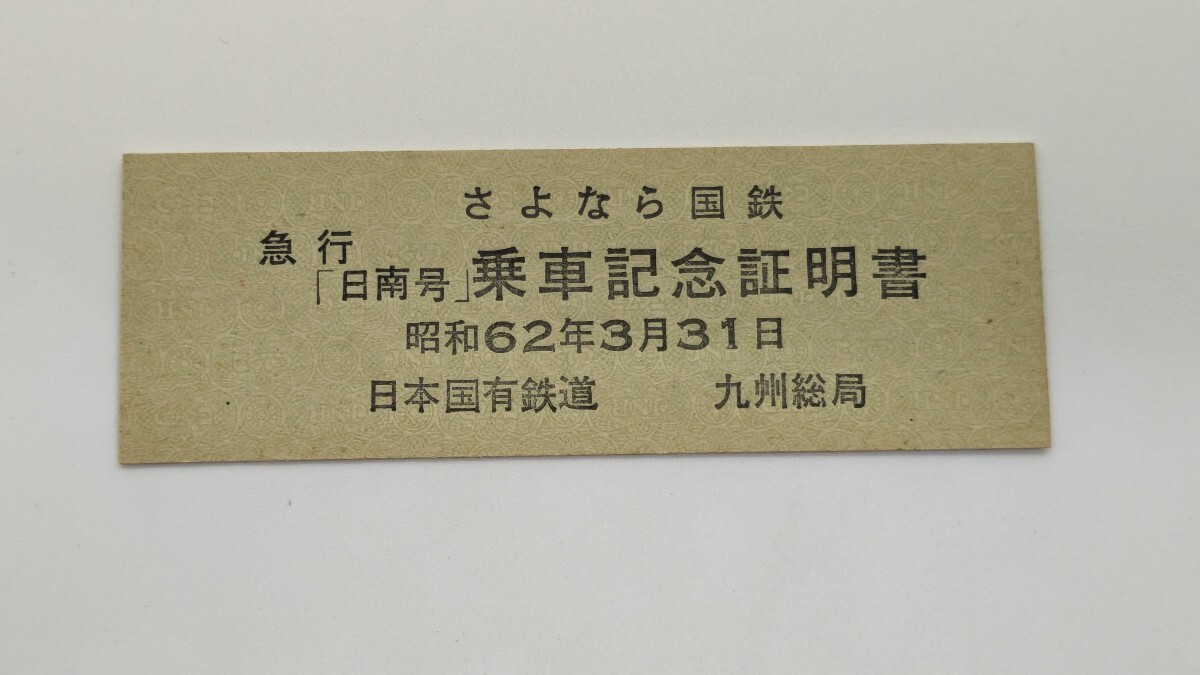 さよなら国鉄
急行
「日南号」乗車記念証明書
昭和62年3月31日
日本国有鉄道　九州総局